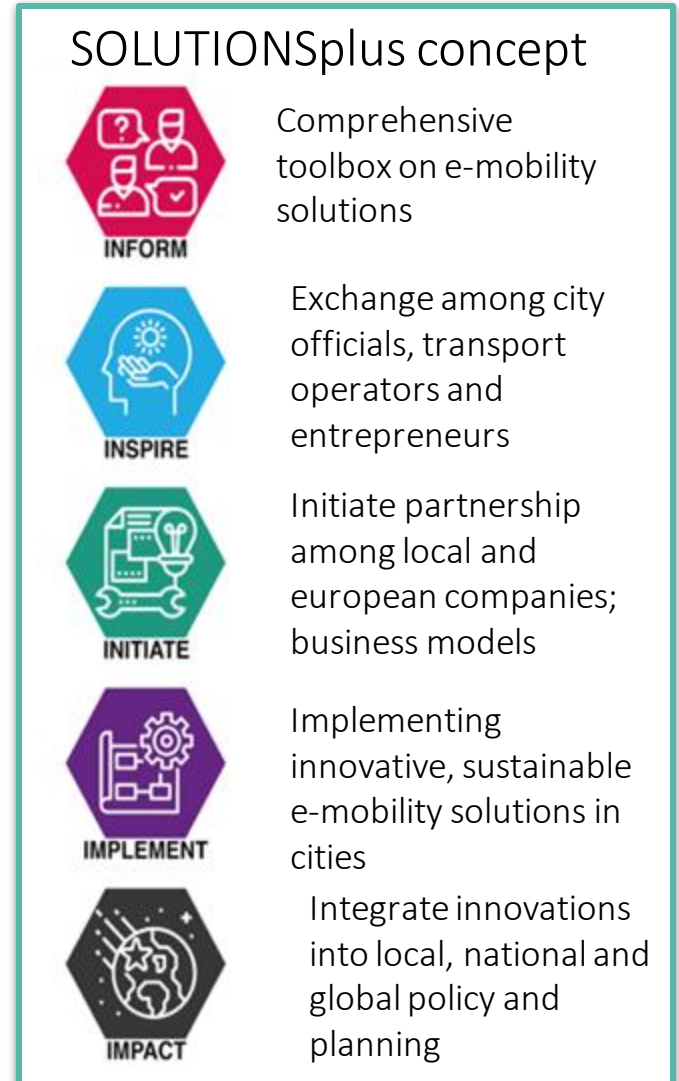 SOLUTIONSplus concept
Comprehensive
toolbox on e-mobility
solutions
INFORM
Exchange among city
officials, transport
operators and
entrepreneurs
INSPIRE
Initiate partnership
among local and
european companies;
business models
INITIATE
Implementing
innovative, sustainable
e-mobility solutions in
cities
IMPLEMENT
Integrate innovations
into local, national and
global policy and
planning
IMPACT